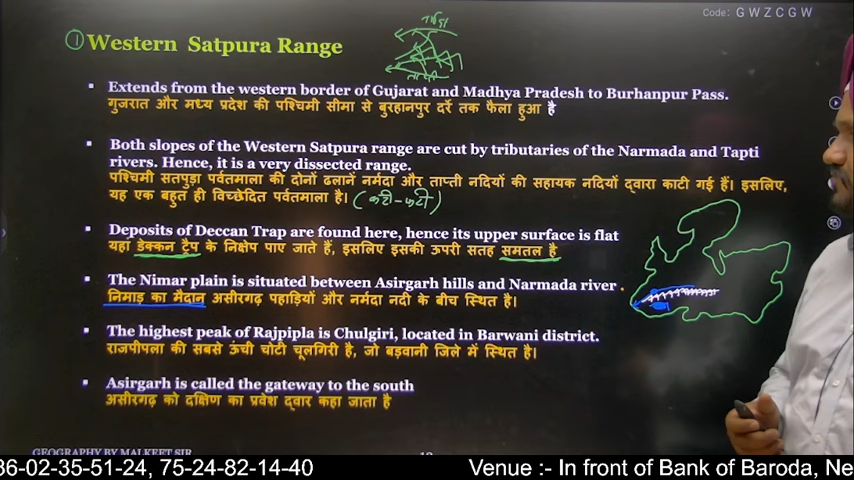 Code: G W Z C G W
① Western Satpura Range
Extends from the western border of Gujarat and Madhya Pradesh to Burhanpur Pass.
गुजरात और मध्य प्रदेश की पश्चिमी सीमा से बुरहानपुर दर्रे तक फैला हुआ है
Both slopes of the Western Satpura range are cut by tributaries of the Narmada and Tapti
rivers. Hence, it is a very dissected range.
पश्चिमी सतपुड़ा पर्वतमाला की दोनों ढलानें नर्मदा और ताप्ती नदियों की सहायक नदियों द्वारा काटी गई हैं। इसलिए,
यह एक बहुत ही विच्छेदित पर्वतमाला है। (कटी-फटी)
Deposits of Deccan Trap are found here, hence its upper surface is flat
यहां डेक्कन ट्रैप के निक्षेप पाए जाते हैं, इसलिए इसकी ऊपरी सतह समतल है
The Nimar plain is situated between Asirgarh hills and Narmada river .
निमाड़ का मैदान असीरगढ़ पहाड़ियों और नर्मदा नदी के बीच स्थित है।
The highest peak of Rajpipla is Chulgiri, located in Barwani district.
राजपीपला की सबसे ऊंची चोटी चूलगिरी है, जो बड़वानी जिले में स्थित है।
Asirgarh is called the gateway to the south
असीरगढ़ को दक्षिण का प्रवेश द्वार कहा जाता है
GEOGRAPHY BY MALKEET SIR
36-02-35-51-24, 75-24-82-14-40 Venue :- In front of Bank of Baroda, Ne